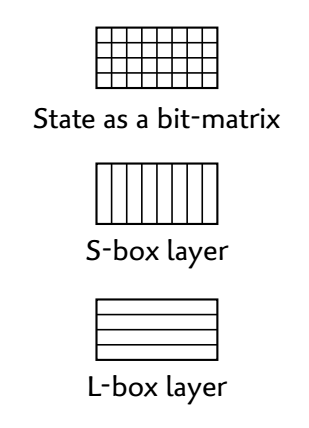 State as a bit-matrix
S-box layer
L-box layer